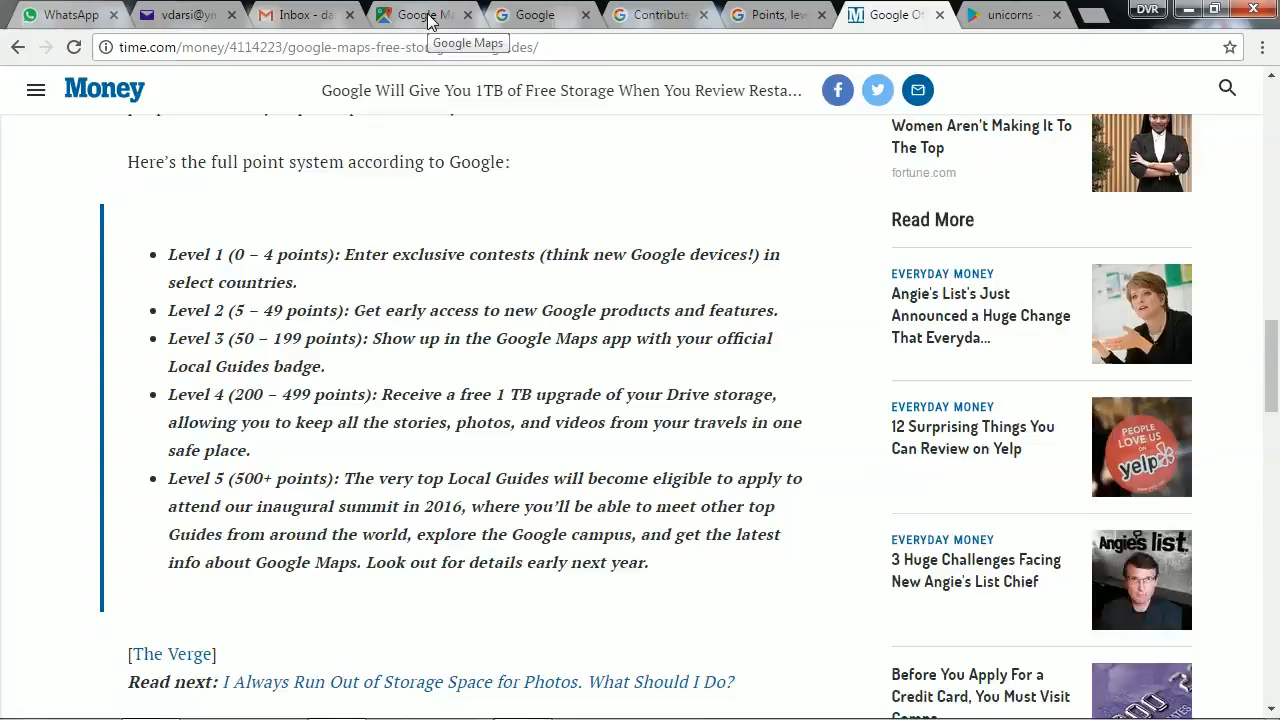 WhatsApp
vdarsi@yn
Inbox - da
Google Ma
Google
Contribute
Points, lev
Google Of
unicorns -
DVR
time.com/money/4114223/google-maps-free-sto
des/
Google Maps
Money
Google Will Give You 1TB of Free Storage When You Review Resta...
Here's the full point system according to Google:
Level 1 (0 – 4 points): Enter exclusive contests (think new Google devices!) in
select countries.
Level 2 (5 – 49 points): Get early access to new Google products and features.
Level 3 (50 – 199 points): Show up in the Google Maps app with your official
Local Guides badge.
Level 4 (200 – 499 points): Receive a free 1 TB upgrade of your Drive storage,
allowing you to keep all the stories, photos, and videos from your travels in one
safe place.
Level 5 (500+ points): The very top Local Guides will become eligible to apply to
attend our inaugural summit in 2016, where you'll be able to meet other top
Guides from around the world, explore the Google campus, and get the latest
info about Google Maps. Look out for details early next year.
[The Verge]
Read next: I Always Run Out of Storage Space for Photos. What Should I Do?
Women Aren't Making It To
The Top
fortune.com
Read More
EVERYDAY MONEY
Angie's List's Just
Announced a Huge Change
That Everyda...
EVERYDAY MONEY
12 Surprising Things You
Can Review on Yelp
PEOPLE
LOVE US
ON
yelp
EVERYDAY MONEY
3 Huge Challenges Facing
New Angie's List Chief
Angie's list.
Before You Apply For a
Credit Card, You Must Visit